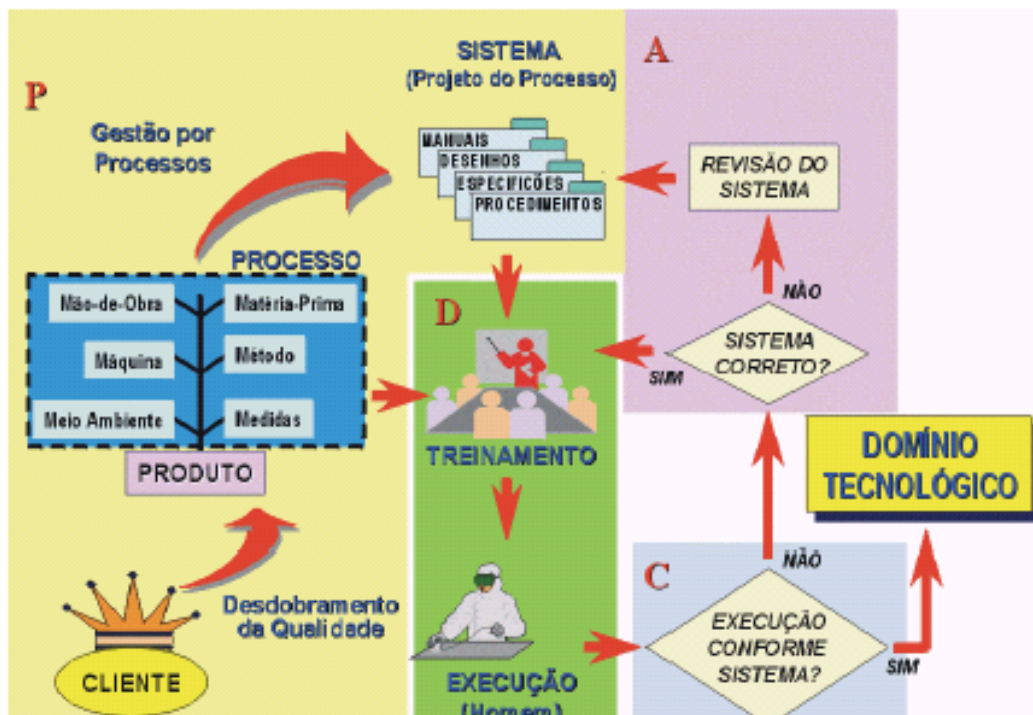 P
Gestão por
Processos
SISTEMA
(Projeto do Processo)
MANUAIS
DESENHOS
ESPECIFICÕES
PROCEDIMENTOS
A
REVISÃO DO
SISTEMA
NÃO
SISTEMA
CORRETO?
SIM
PROCESSO
Mão-de-Obra
Matéria-Prima
Máquina
Método
Meio Ambiente
Medidas
PRODUTO
Desdobramento
da Qualidade
CLIENTE
D
TREINAMENTO
EXECUÇÃO
(Homem)
C
EXECUÇÃO
CONFORME
SISTEMA?
NÃO
SIM
DOMÍNIO
TECNOLÓGICO